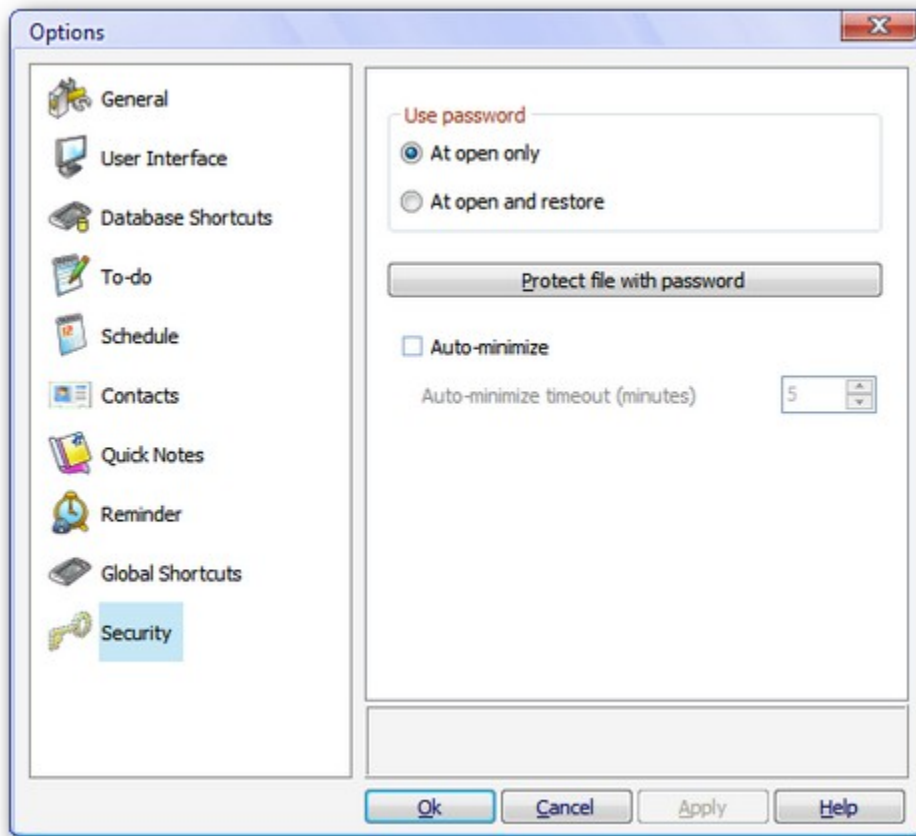 Options
General
User Interface
Database Shortcuts
To-do
Schedule
Contacts
Quick Notes
Reminder
Global Shortcuts
Security
Use password
At open only
At open and restore
Protect file with password
Auto-minimize
Auto-minimize timeout (minutes) 5
Ok Cancel Apply Help